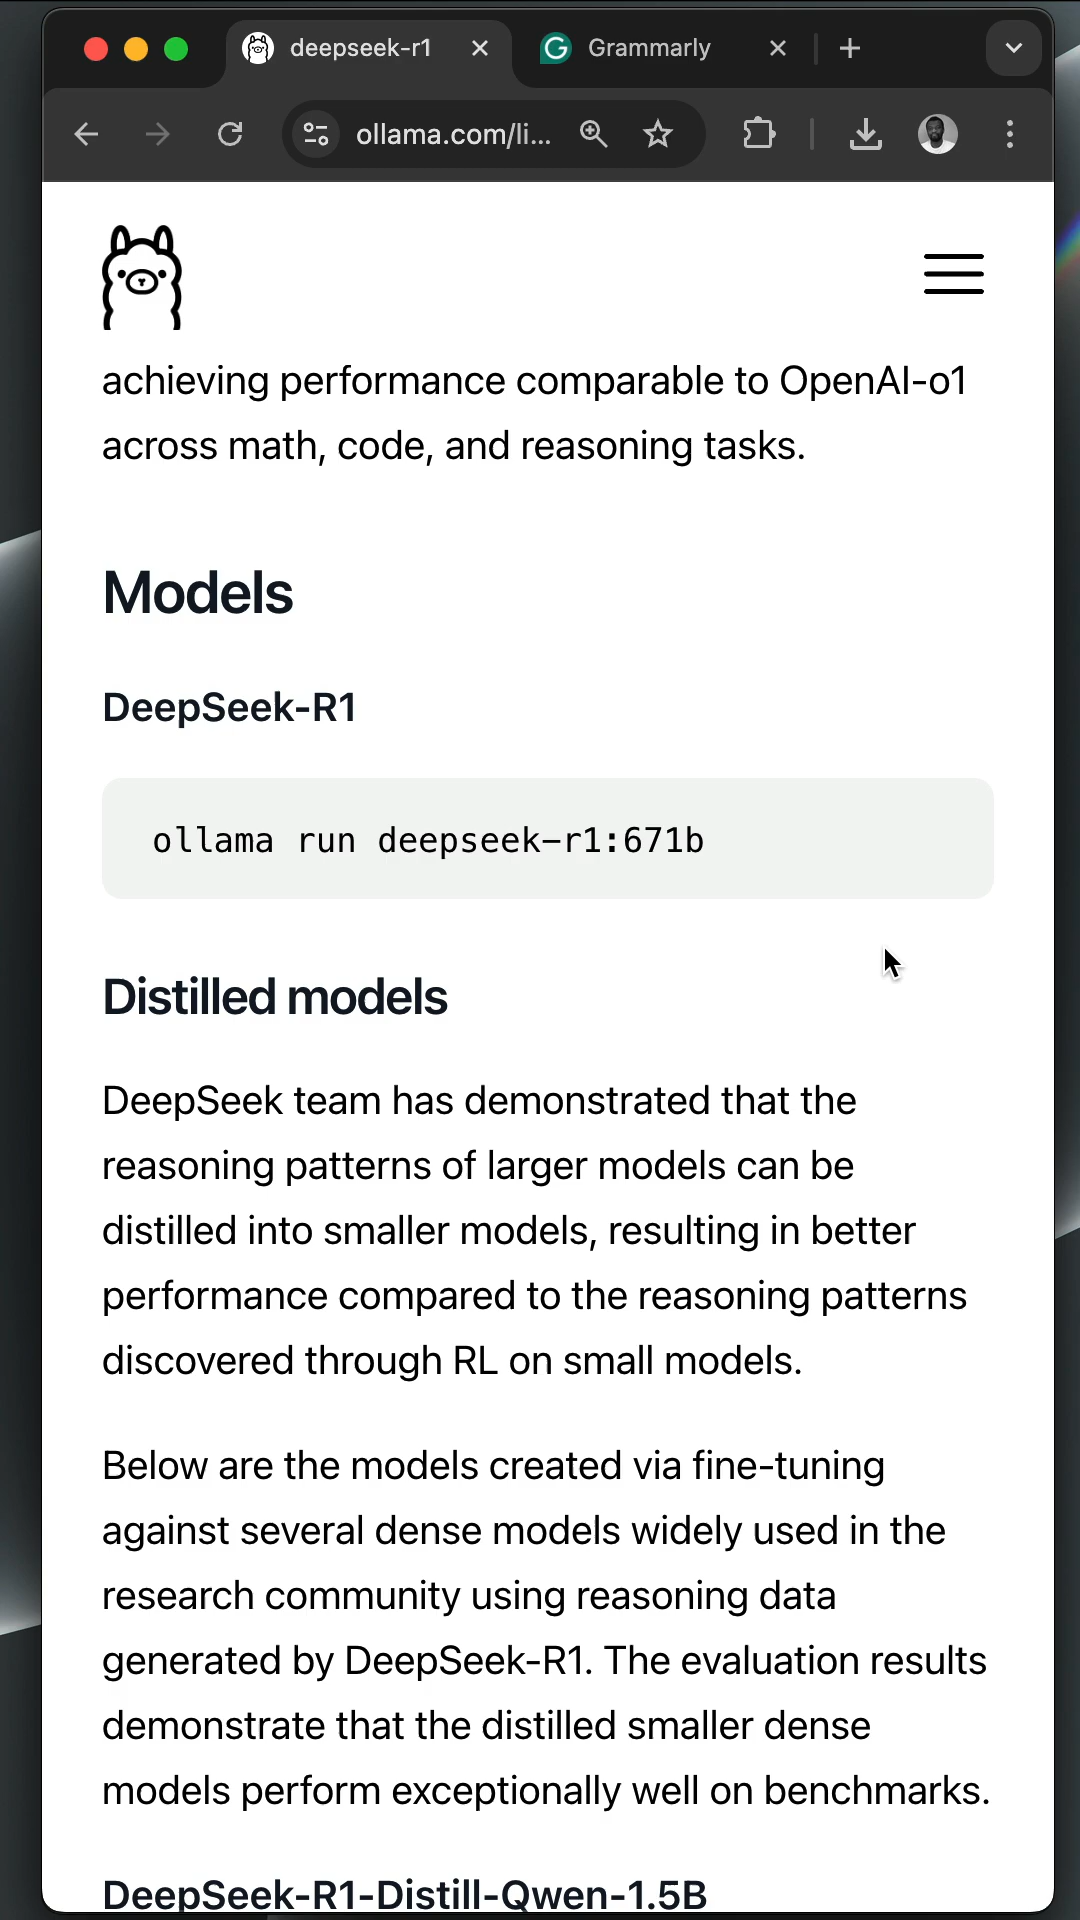 deepseek-r1
Grammarly
ollama.com/li...
achieving performance comparable to OpenAI-o1
across math, code, and reasoning tasks.
Models
DeepSeek-R1
ollama run deepseek-r1:671b
Distilled models
DeepSeek team has demonstrated that the
reasoning patterns of larger models can be
distilled into smaller models, resulting in better
performance compared to the reasoning patterns
discovered through RL on small models.
Below are the models created via fine-tuning
against several dense models widely used in the
research community using reasoning data
generated by DeepSeek-R1. The evaluation results
demonstrate that the distilled smaller dense
models perform exceptionally well on benchmarks.
DeepSeek-R1-Distill-Qwen-1.5B